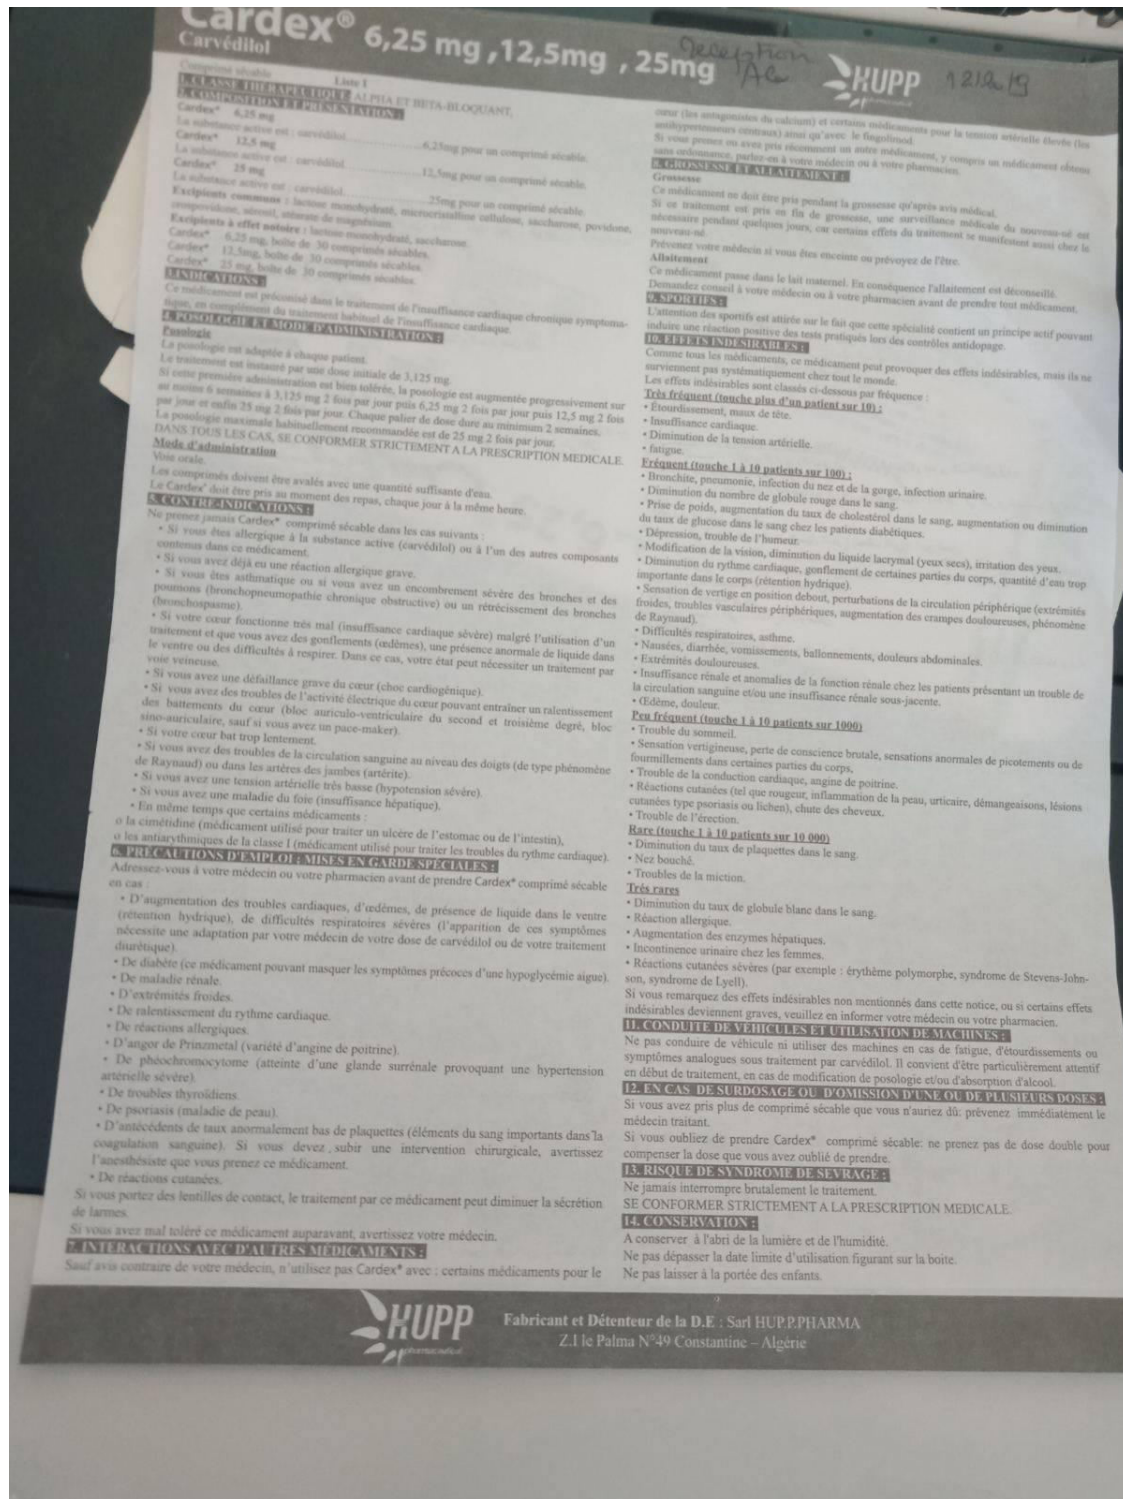 Cardex® 6,25 mg ,12,5mg , 25mg
Carvédilol
Réception
AC
HUPP
pharmaceutical
Comprimé sécable Liste I
1. CLASSE THERAPEUTIQUE: ALPHA ET BETA-BLOQUANT,
2. COMPOSITION ET PRESENTATION :
Cardex® 6,25 mg
La substance active est : carvédilol..........6,25mg pour un comprimé sécable.
Cardex® 12,5 mg
La substance active est : carvédilol..........12,5mg pour un comprimé sécable.
Cardex® 25 mg
La substance active est : carvédilol..........25mg pour un comprimé sécable.
Excipients communs : lactose monohydraté, microcristalline cellulose, saccharose, povidone,
crospovidone, aérosil, stéarate de magnésium.
Excipients à effet notoire : lactose monohydraté, saccharose.
Cardex® 6,25 mg, boîte de 30 comprimés sécables.
Cardex® 12,5mg, boîte de 30 comprimés sécables.
Cardex® 25 mg, boîte de 30 comprimés sécables.
3.INDICATIONS :
Ce médicament est préconisé dans le traitement de l'insuffisance cardiaque chronique symptoma-
tique, en complément du traitement habituel de l'insuffisance cardiaque.
4. POSOLOGIE ET MODE D'ADMINISTRATION :
Posologie
La posologie est adaptée à chaque patient.
Le traitement est instauré par une dose initiale de 3,125 mg.
Si cette première administration est bien tolérée, la posologie est augmentée progressivement sur
au moins 6 semaines à 3,125 mg 2 fois par jour puis 6,25 mg 2 fois par jour puis 12,5 mg 2 fois
par jour et enfin 25 mg 2 fois par jour. Chaque palier de dose dure au minimum 2 semaines.
La posologie maximale habituellement recommandée est de 25 mg 2 fois par jour.
DANS TOUS LES CAS, SE CONFORMER STRICTEMENT A LA PRESCRIPTION MEDICALE.
Mode d'administration
Voie orale.
Les comprimés doivent être avalés avec une quantité suffisante d'eau.
Le Cardex® doit être pris au moment des repas, chaque jour à la même heure.
5. CONTRE-INDICATIONS :
Ne prenez jamais Cardex® comprimé sécable dans les cas suivants :
• Si vous êtes allergique à la substance active (carvédilol) ou à l'un des autres composants
contenus dans ce médicament.
• Si vous avez déjà eu une réaction allergique grave.
• Si vous êtes asthmatique ou si vous avez un encombrement sévère des bronches et des
poumons (bronchopneumopathie chronique obstructive) ou un rétrécissement des bronches
(bronchospasme).
• Si votre cœur fonctionne très mal (insuffisance cardiaque sévère) malgré l'utilisation d'un
traitement et que vous avez des gonflements (œdèmes), une présence anormale de liquide dans
le ventre ou des difficultés à respirer. Dans ce cas, votre état peut nécessiter un traitement par
voie veineuse.
• Si vous avez une défaillance grave du cœur (choc cardiogénique).
• Si vous avez des troubles de l'activité électrique du cœur pouvant entraîner un ralentissement
des battements du cœur (bloc auriculo-ventriculaire du second et troisième degré, bloc
sino-auriculaire, sauf si vous avez un pace-maker).
• Si votre cœur bat trop lentement.
• Si vous avez des troubles de la circulation sanguine au niveau des doigts (de type phénomène
de Raynaud) ou dans les artères des jambes (artérite).
• Si vous avez une tension artérielle très basse (hypotension sévère).
• Si vous avez une maladie du foie (insuffisance hépatique).
• En même temps que certains médicaments :
o la cimétidine (médicament utilisé pour traiter un ulcère de l'estomac ou de l'intestin),
o les antiarythmiques de la classe I (médicament utilisé pour traiter les troubles du rythme cardiaque).
6. PRÉCAUTIONS D'EMPLOI ; MISES EN GARDE SPÉCIALES :
Adressez-vous à votre médecin ou votre pharmacien avant de prendre Cardex® comprimé sécable
en cas :
• D'augmentation des troubles cardiaques, d'œdèmes, de présence de liquide dans le ventre
(rétention hydrique), de difficultés respiratoires sévères (l'apparition de ces symptômes
nécessite une adaptation par votre médecin de votre dose de carvédilol ou de votre traitement
diurétique).
• De diabète (ce médicament pouvant masquer les symptômes précoces d'une hypoglycémie aigue).
• De maladie rénale.
• D'extrémités froides.
• De ralentissement du rythme cardiaque.
• De réactions allergiques.
• D'angor de Prinzmetal (variété d'angine de poitrine).
• De phéochromocytome (atteinte d'une glande surrénale provoquant une hypertension
artérielle sévère).
• De troubles thyroïdiens.
• De psoriasis (maladie de peau).
• D'antécédents de taux anormalement bas de plaquettes (éléments du sang importants dans la
coagulation sanguine). Si vous devez subir une intervention chirurgicale, avertissez
l'anesthésiste que vous prenez ce médicament.
• De réactions cutanées.
Si vous portez des lentilles de contact, le traitement par ce médicament peut diminuer la sécrétion
de larmes.
Si vous avez mal toléré ce médicament auparavant, avertissez votre médecin.
7. INTERACTIONS AVEC D'AUTRES MÉDICAMENTS :
Sauf avis contraire de votre médecin, n'utilisez pas Cardex® avec : certains médicaments pour le
cœur (les antagonistes du calcium) et certains médicaments pour la tension artérielle élevée (les
antihypertenseurs centraux) ainsi qu'avec le fingolimod.
Si vous prenez ou avez pris récemment un autre médicament, y compris un médicament obtenu
sans ordonnance, parlez-en à votre médecin ou à votre pharmacien.
8. GROSSESSE ET ALLAITEMENT :
Grossesse
Ce médicament ne doit être pris pendant la grossesse qu'après avis médical.
Si ce traitement est pris en fin de grossesse, une surveillance médicale du nouveau-né est
nécessaire pendant quelques jours, car certains effets du traitement se manifestent aussi chez le
nouveau-né.
Prévenez votre médecin si vous êtes enceinte ou prévoyez de l'être.
Allaitement
Ce médicament passe dans le lait maternel. En conséquence l'allaitement est déconseillé.
Demandez conseil à votre médecin ou à votre pharmacien avant de prendre tout médicament.
9. SPORTIFS :
L'attention des sportifs est attirée sur le fait que cette spécialité contient un principe actif pouvant
induire une réaction positive des tests pratiqués lors des contrôles antidopage.
10. EFFETS INDÉSIRABLES :
Comme tous les médicaments, ce médicament peut provoquer des effets indésirables, mais ils ne
surviennent pas systématiquement chez tout le monde.
Les effets indésirables sont classés ci-dessous par fréquence :
Très fréquent (touche plus d'un patient sur 10) :
• Étourdissement, maux de tête.
• Insuffisance cardiaque.
• Diminution de la tension artérielle.
• fatigue.
Fréquent (touche 1 à 10 patients sur 100) :
• Bronchite, pneumonie, infection du nez et de la gorge, infection urinaire.
• Diminution du nombre de globule rouge dans le sang.
• Prise de poids, augmentation du taux de cholestérol dans le sang, augmentation ou diminution
du taux de glucose dans le sang chez les patients diabétiques.
• Dépression, trouble de l'humeur.
• Modification de la vision, diminution du liquide lacrymal (yeux secs), irritation des yeux.
• Diminution du rythme cardiaque, gonflement de certaines parties du corps, quantité d'eau trop
importante dans le corps (rétention hydrique).
• Sensation de vertige en position debout, perturbations de la circulation périphérique (extrémités
froides, troubles vasculaires périphériques, augmentation des crampes douloureuses, phénomène
de Raynaud).
• Difficultés respiratoires, asthme.
• Nausées, diarrhée, vomissements, ballonnements, douleurs abdominales.
• Extrémités douloureuses.
• Insuffisance rénale et anomalies de la fonction rénale chez les patients présentant un trouble de
la circulation sanguine et/ou une insuffisance rénale sous-jacente.
• Œdème, douleur.
Peu fréquent (touche 1 à 10 patients sur 1000)
• Trouble du sommeil.
• Sensation vertigineuse, perte de conscience brutale, sensations anormales de picotements ou de
fourmillements dans certaines parties du corps,
• Trouble de la conduction cardiaque, angine de poitrine.
• Réactions cutanées (tel que rougeur, inflammation de la peau, urticaire, démangeaisons, lésions
cutanées type psoriasis ou lichen), chute des cheveux.
• Trouble de l'érection.
Rare (touche 1 à 10 patients sur 10 000)
• Diminution du taux de plaquettes dans le sang.
• Nez bouché.
• Troubles de la miction.
Très rares
• Diminution du taux de globule blanc dans le sang.
• Réaction allergique.
• Augmentation des enzymes hépatiques.
• Incontinence urinaire chez les femmes.
• Réactions cutanées sévères (par exemple : érythème polymorphe, syndrome de Stevens-John-
son, syndrome de Lyell).
Si vous remarquez des effets indésirables non mentionnés dans cette notice, ou si certains effets
indésirables deviennent graves, veuillez en informer votre médecin ou votre pharmacien.
11. CONDUITE DE VÉHICULES ET UTILISATION DE MACHINES :
Ne pas conduire de véhicule ni utiliser des machines en cas de fatigue, d'étourdissements ou
symptômes analogues sous traitement par carvédilol. Il convient d'être particulièrement attentif
en début de traitement, en cas de modification de posologie et/ou d'absorption d'alcool.
12. EN CAS DE SURDOSAGE OU D'OMISSION D'UNE OU DE PLUSIEURS DOSES :
Si vous avez pris plus de comprimé sécable que vous n'auriez dû: prévenez immédiatement le
médecin traitant.
Si vous oubliez de prendre Cardex® comprimé sécable: ne prenez pas de dose double pour
compenser la dose que vous avez oublié de prendre.
13. RISQUE DE SYNDROME DE SEVRAGE :
Ne jamais interrompre brutalement le traitement.
SE CONFORMER STRICTEMENT A LA PRESCRIPTION MEDICALE.
14. CONSERVATION :
A conserver à l'abri de la lumière et de l'humidité.
Ne pas dépasser la date limite d'utilisation figurant sur la boite.
Ne pas laisser à la portée des enfants.
HUPP
pharmaceutical
Fabricant et Détenteur de la D.E : Sarl HUP.P.PHARMA
Z.I le Palma N°49 Constantine – Algérie